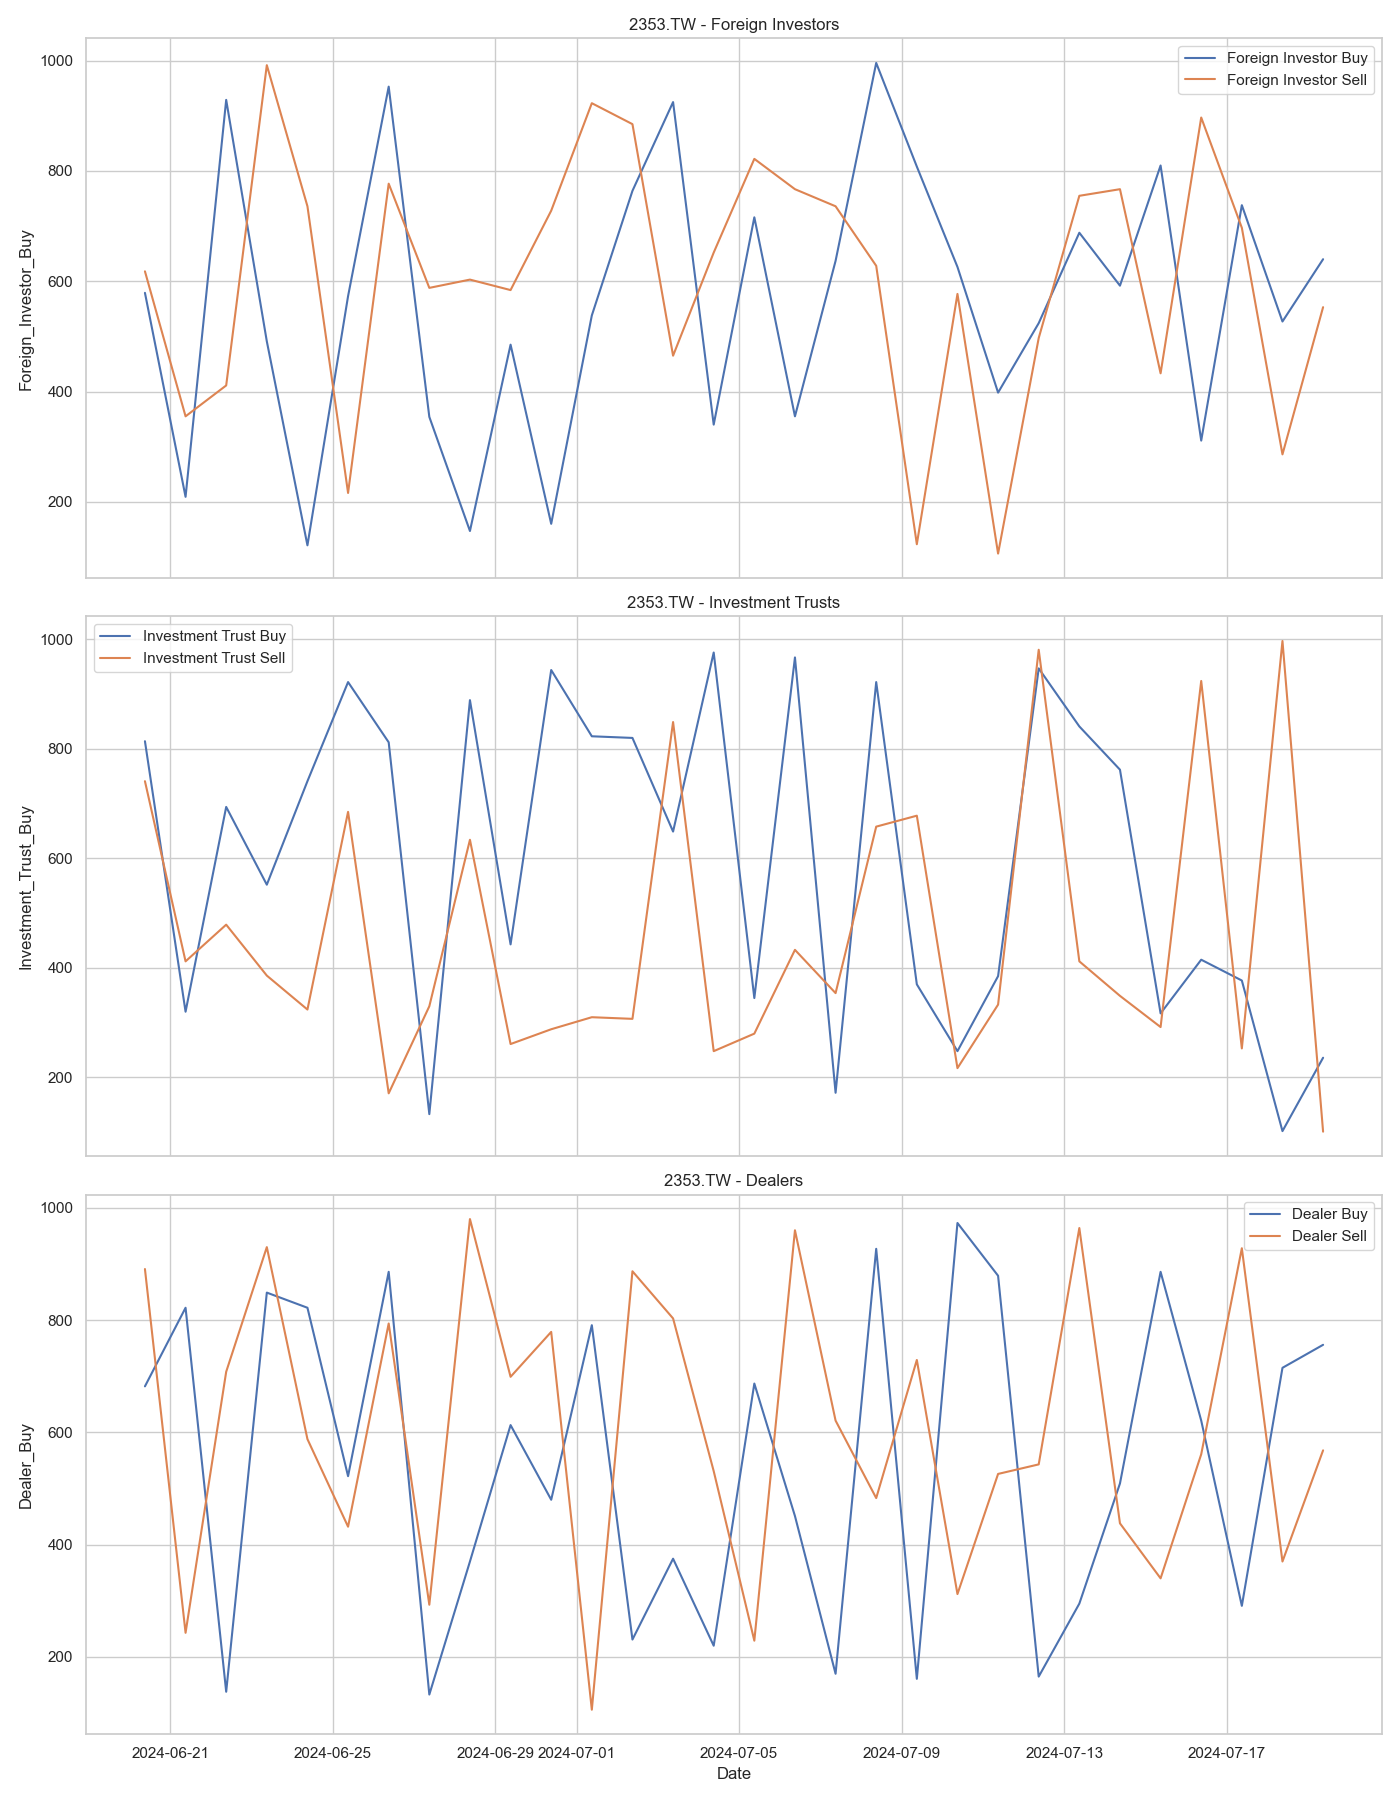 2353.TW - Foreign Investors
Foreign Investor Buy
Foreign Investor Sell
Foreign_Investor_Buy
1000
800
600
400
200
2353.TW - Investment Trusts
Investment Trust Buy
Investment Trust Sell
Investment_Trust_Buy
1000
800
600
400
200
2353.TW - Dealers
Dealer Buy
Dealer Sell
Dealer_Buy
1000
800
600
400
200
2024-06-21 2024-06-25 2024-06-29 2024-07-01 2024-07-05 2024-07-09 2024-07-13 2024-07-17
Date